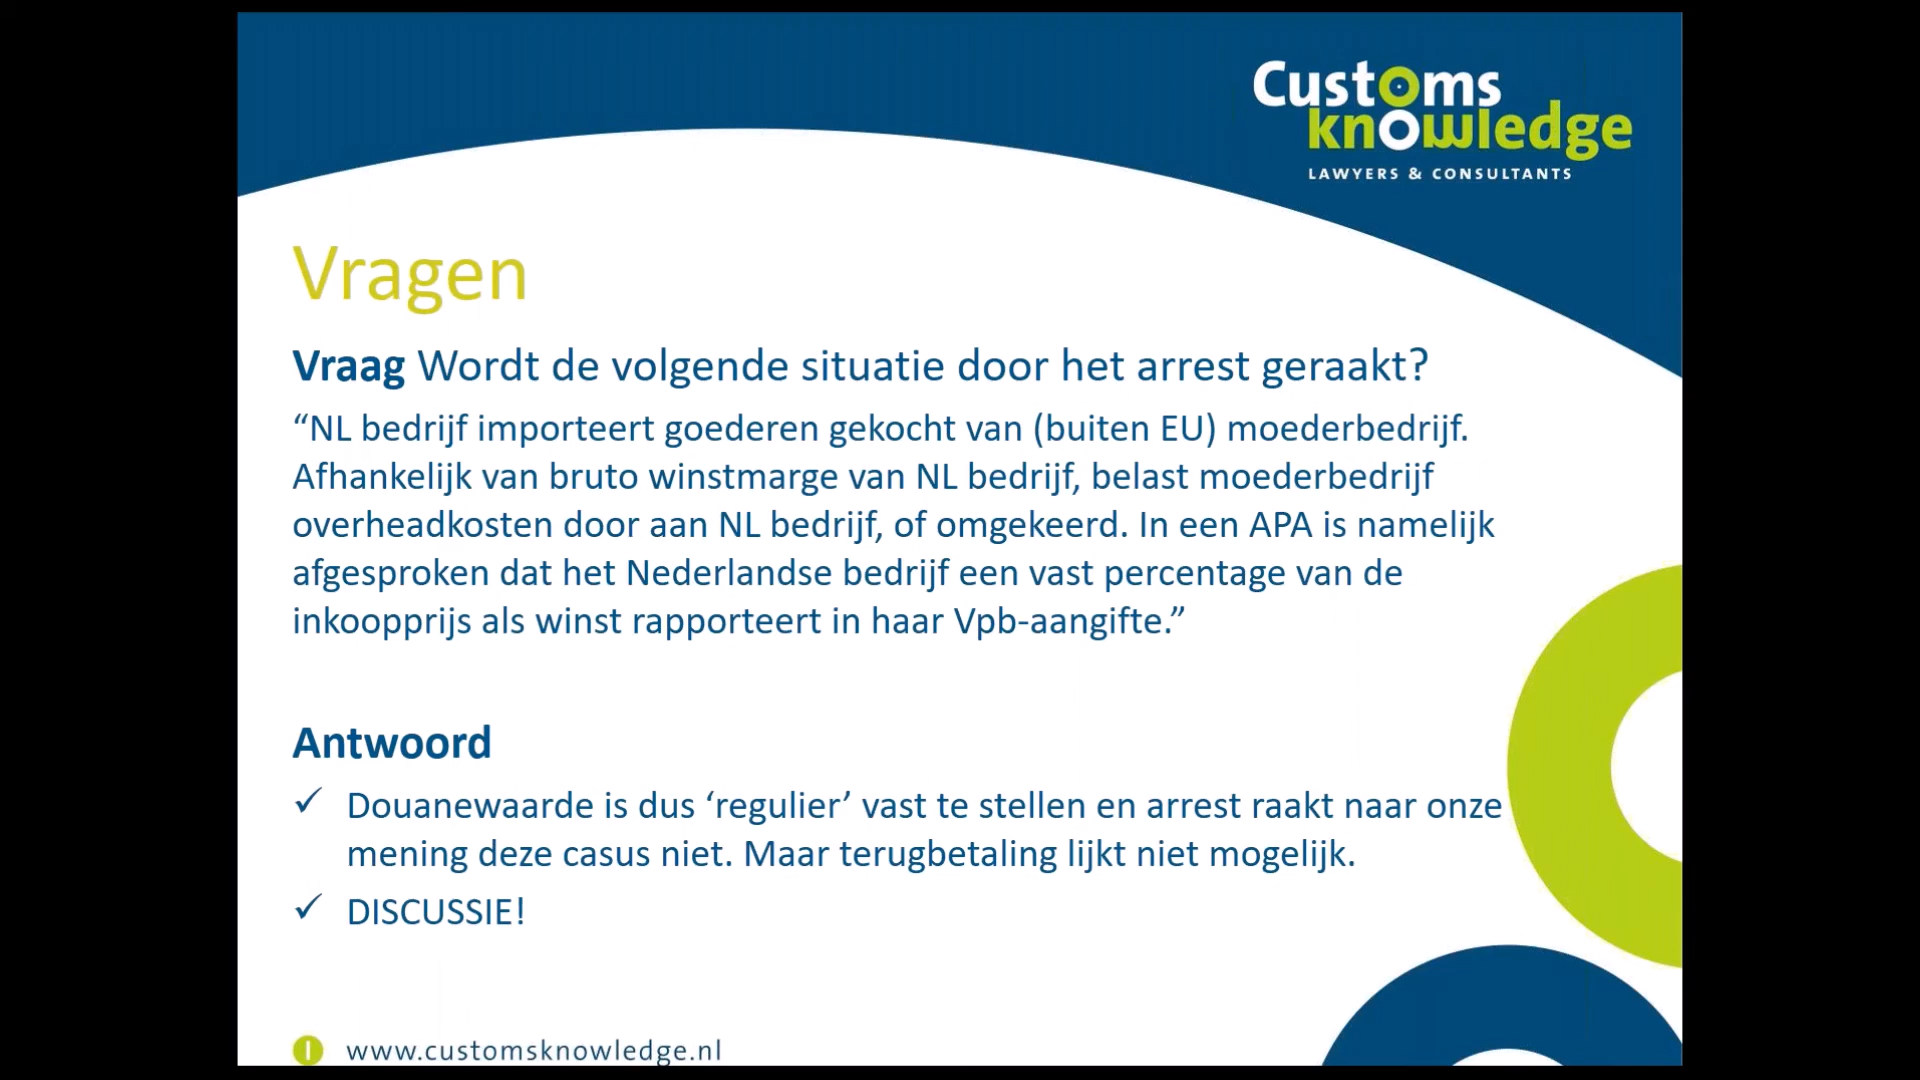 Customs
knowledge
LAWYERS & CONSULTANTS
Vragen
Vraag Wordt de volgende situatie door het arrest geraakt?
“NL bedrijf importeert goederen gekocht van (buiten EU) moederbedrijf.
Afhankelijk van bruto winstmarge van NL bedrijf, belast moederbedrijf
overheadkosten door aan NL bedrijf, of omgekeerd. In een APA is namelijk
afgesproken dat het Nederlandse bedrijf een vast percentage van de
inkoopprijs als winst rapporteert in haar Vpb-aangifte.”
Antwoord
✓ Douanewaarde is dus ‘regulier’ vast te stellen en arrest raakt naar onze
mening deze casus niet. Maar terugbetaling lijkt niet mogelijk.
✓ DISCUSSIE!
www.customsknowledge.nl